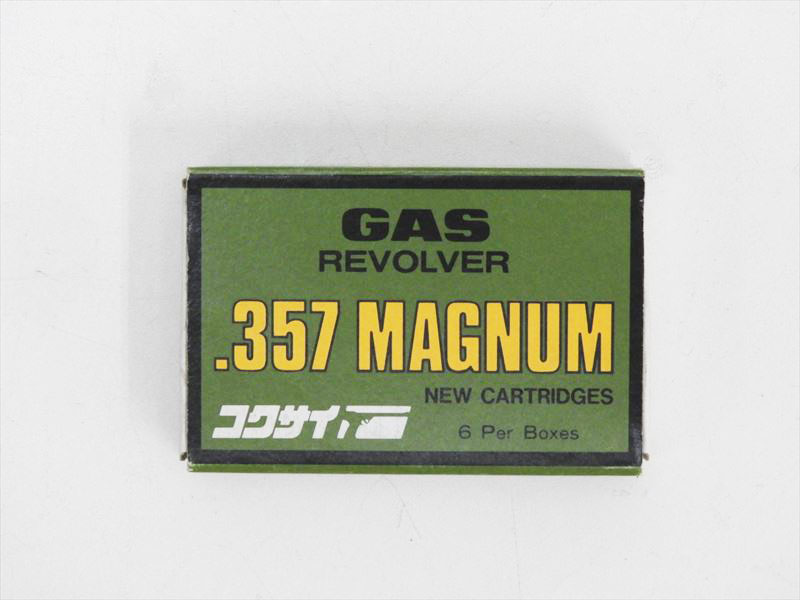 GAS
REVOLVER
.357 MAGNUM
NEW CARTRIDGES
コクサイ
6 Per Boxes